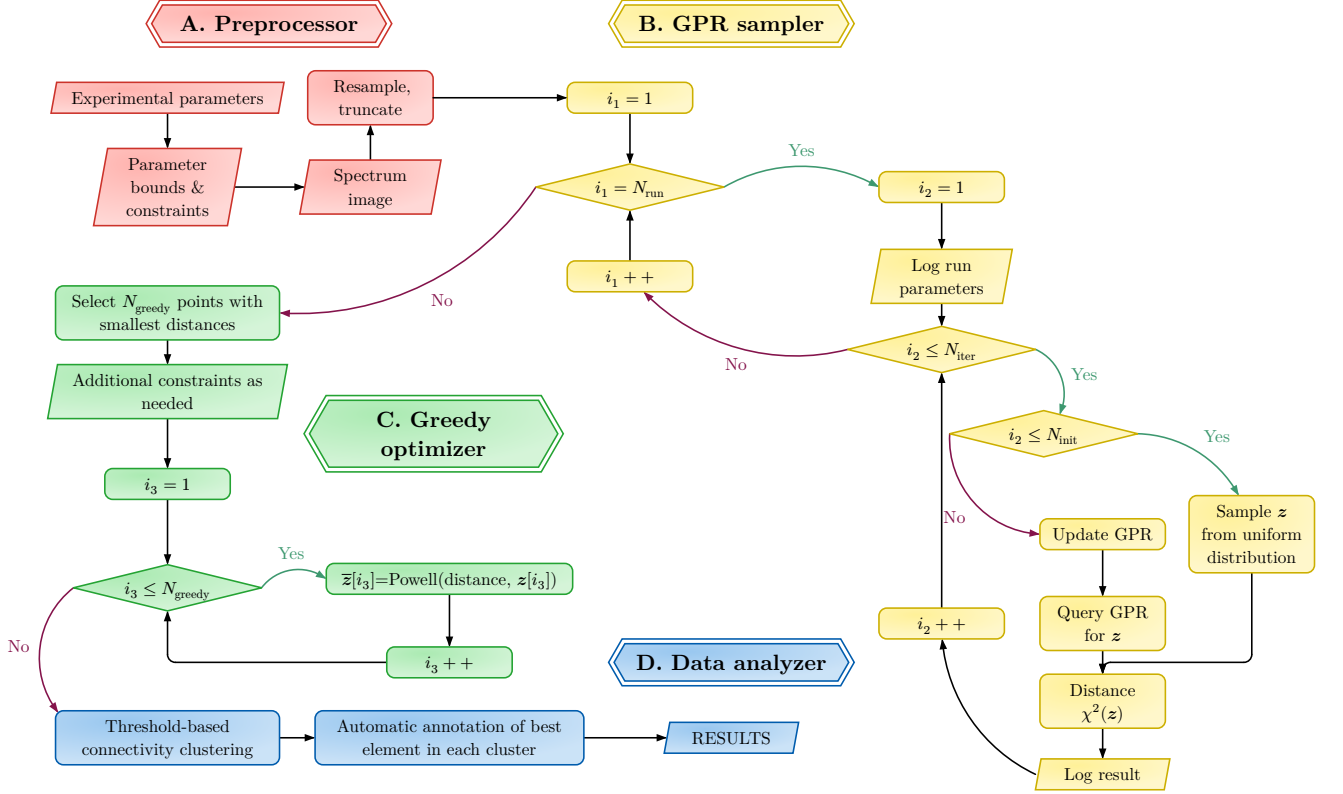 A. Preprocessor
B. GPR sampler
Experimental parameters
Parameter
bounds &
constraints
Spectrum
image
Resample,
truncate
i₁ = 1
i₁ = N_run
Yes
No
i₁ ++
i₂ = 1
Log run
parameters
i₂ ≤ N_iter
No
Yes
i₂ ≤ N_init
Yes
No
Sample z
from uniform
distribution
Update GPR
Query GPR
for z
Distance
χ²(z)
Log result
i₂ ++
Select N_greedy points with
smallest distances
Additional constraints as
needed
C. Greedy
optimizer
i₃ = 1
i₃ ≤ N_greedy
Yes
No
z̅[i₃]=Powell(distance, z[i₃])
i₃ ++
D. Data analyzer
Threshold-based
connectivity clustering
Automatic annotation of best
element in each cluster
RESULTS